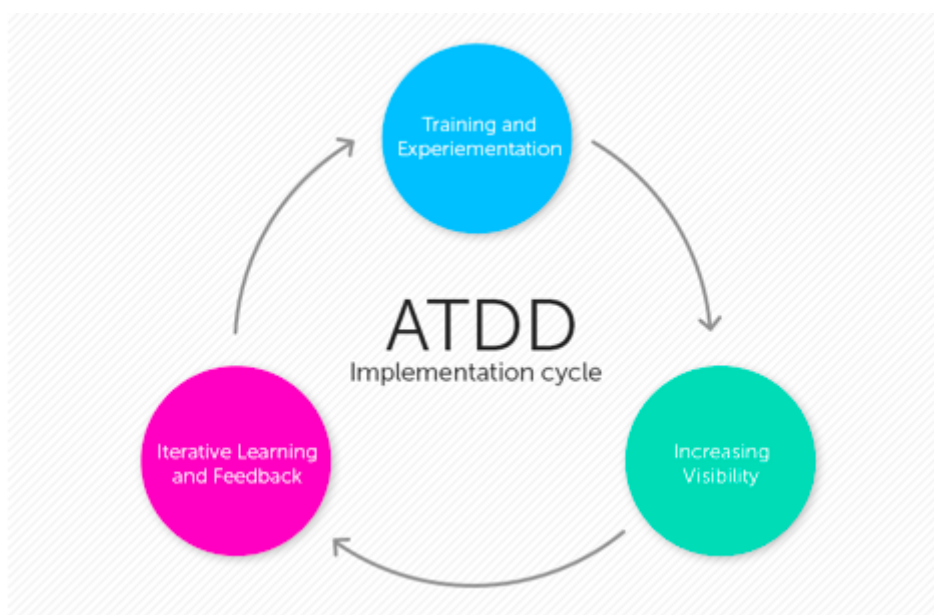 Training and
Experiementation
ATDD
Implementation cycle
Iterative Learning
and Feedback
Increasing
Visibility